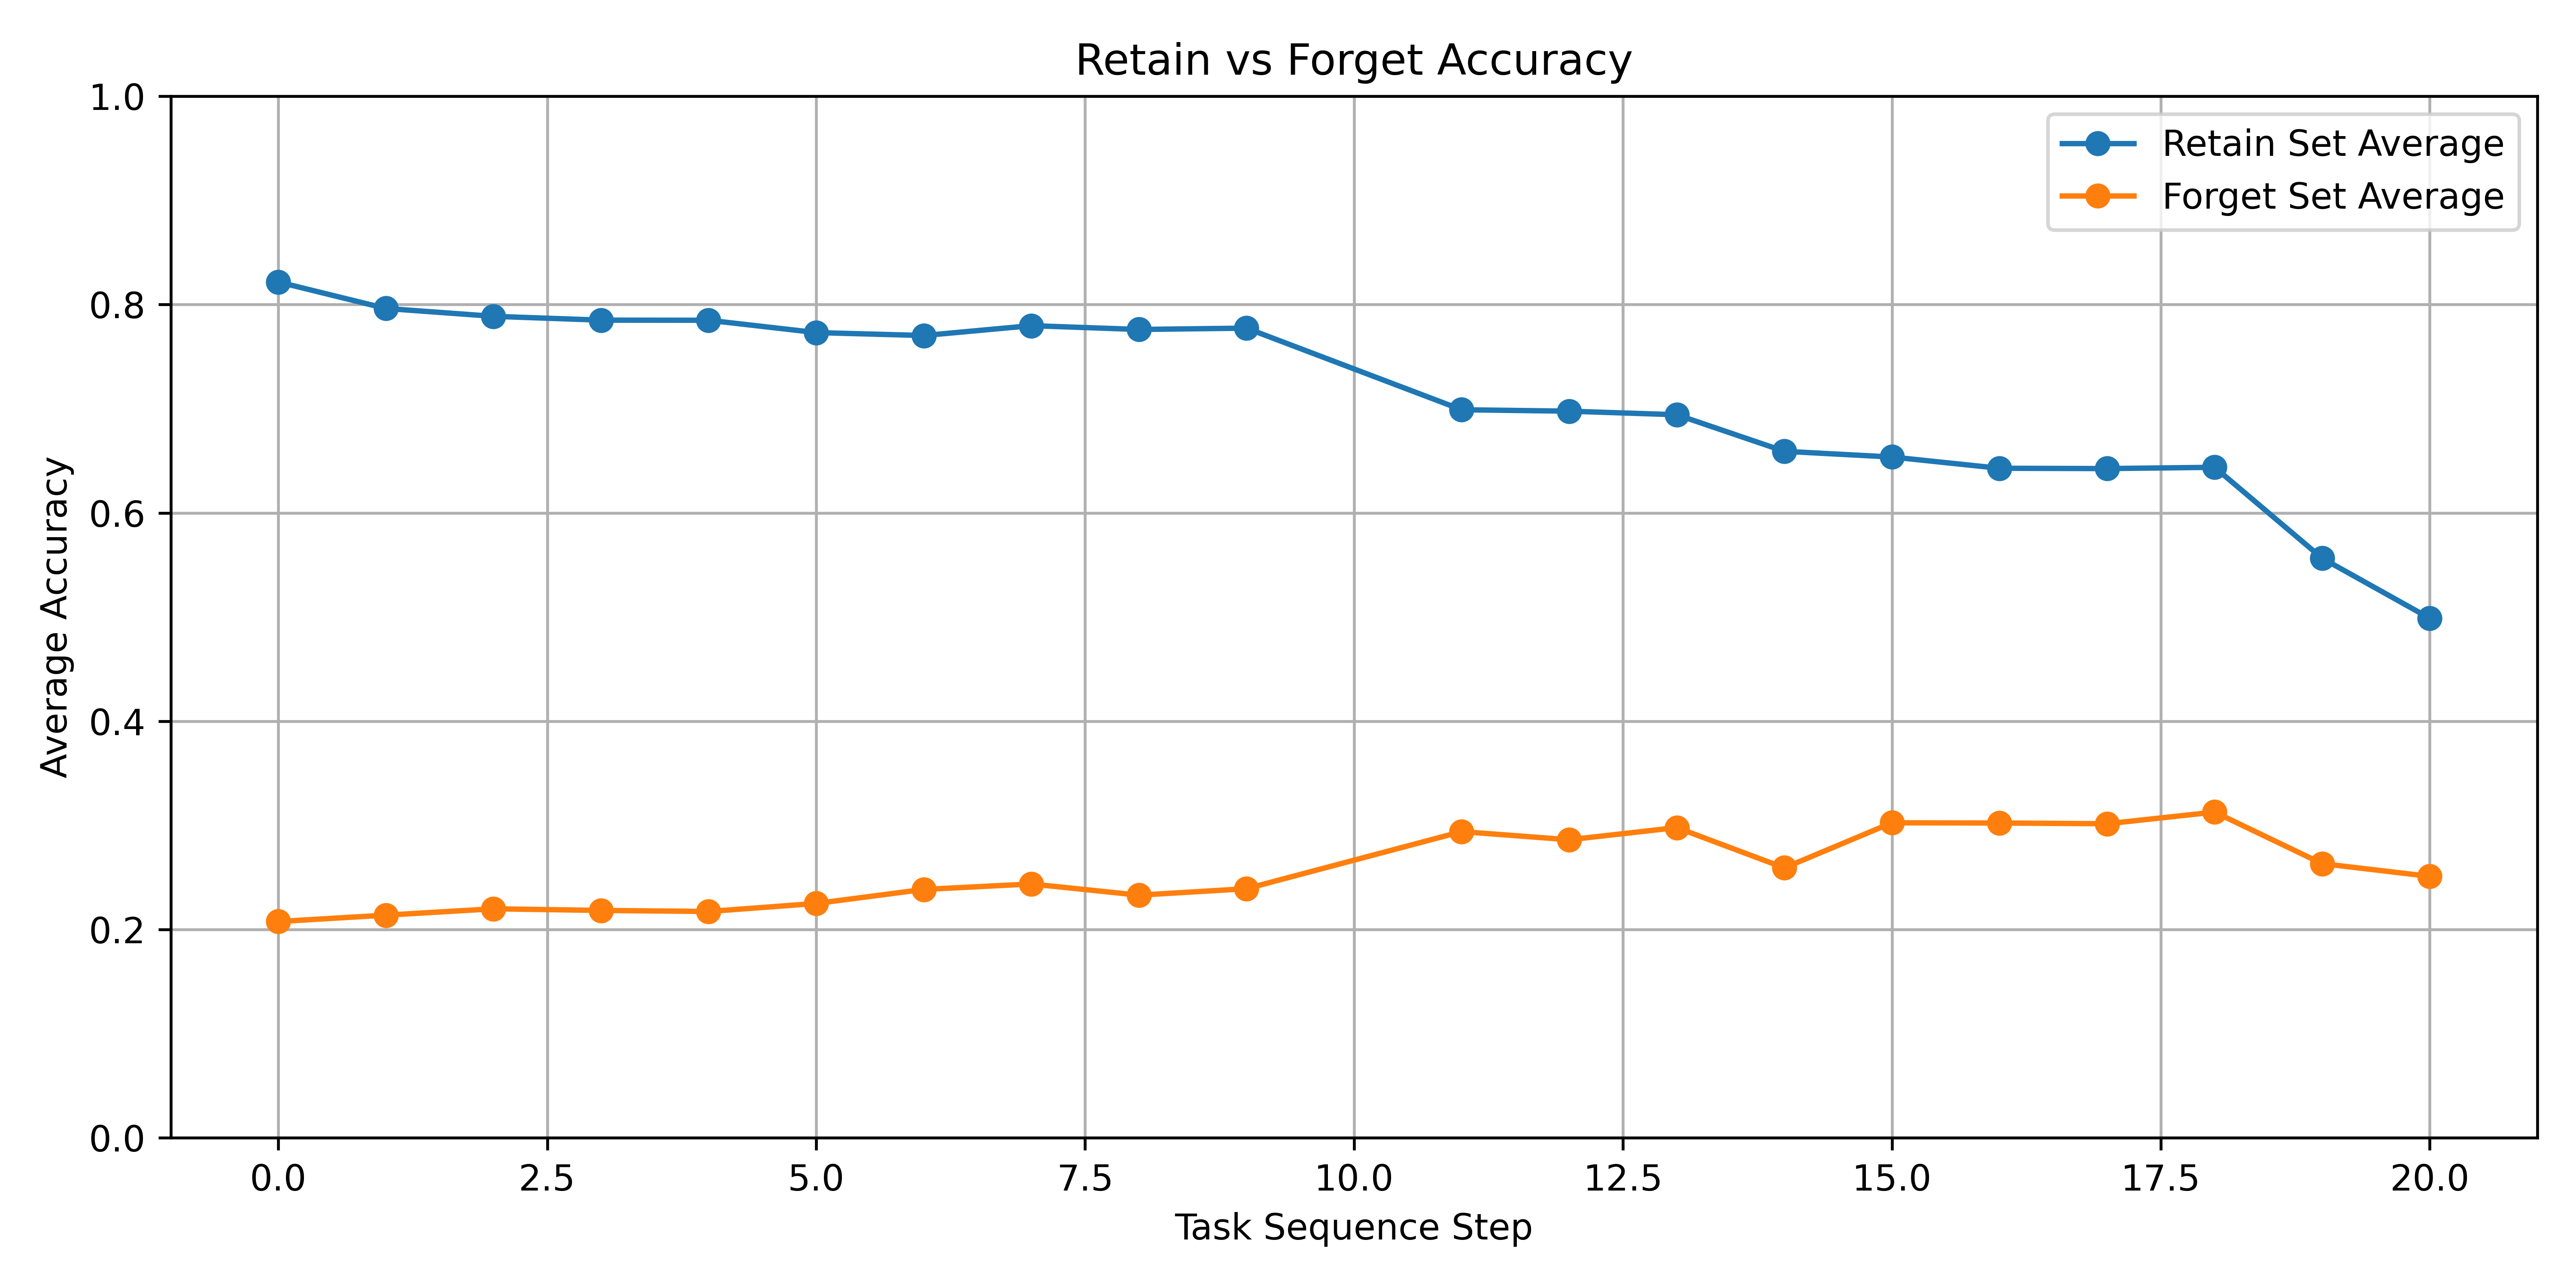 Retain vs Forget Accuracy
1.0
Retain Set Average
Forget Set Average
0.8
0.6
0.4
0.2
0.0
Average Accuracy
0.0 2.5 5.0 7.5 10.0 12.5 15.0 17.5 20.0
Task Sequence Step